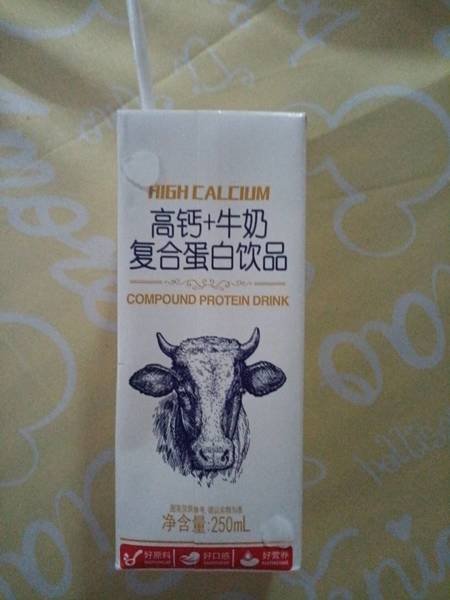 HIGH CALCIUM
高钙+牛奶
复合蛋白饮品
COMPOUND PROTEIN DRINK
净含量:250mL
好原料
好口感
好营养